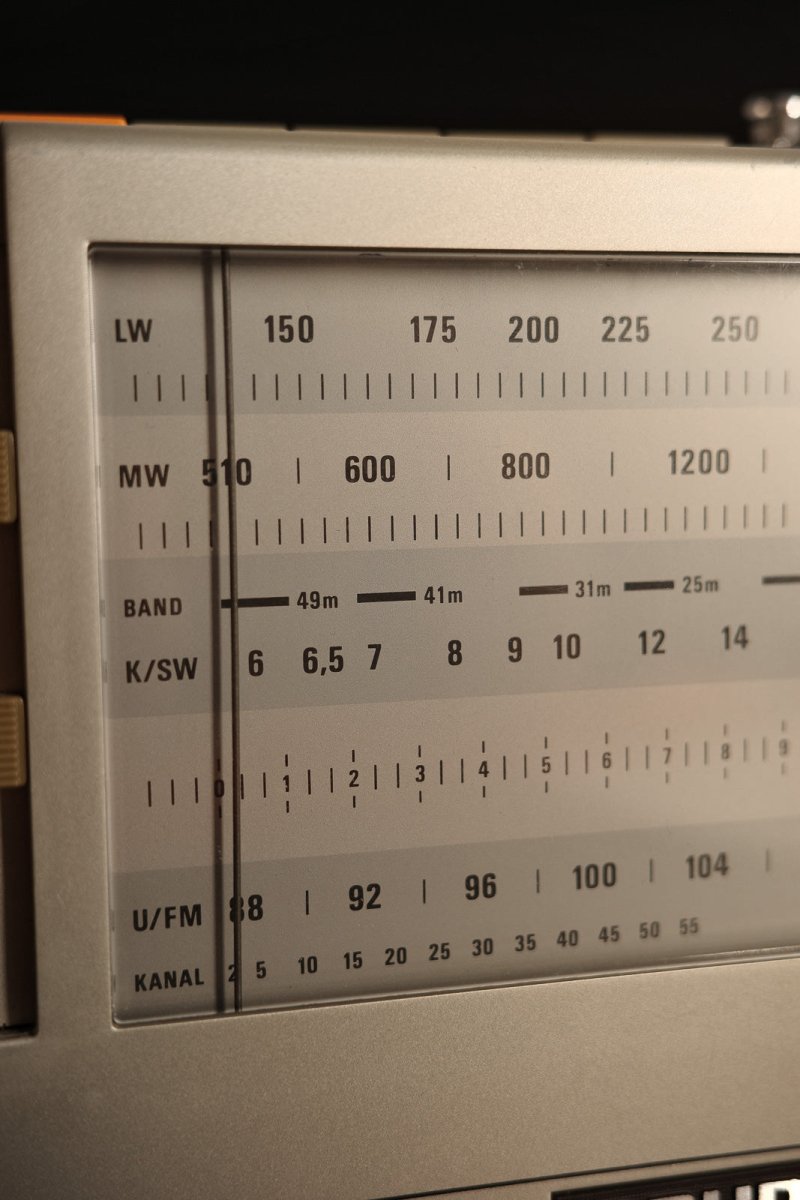 LW 150 175 200 225 250
MW 510 600 800 1200
BAND 49m 41m 31m 25m
K/SW 6 6,5 7 8 9 10 12 14
0 1 2 3 4 5 6 7 8 9
U/FM 88 92 96 100 104
KANAL 2 5 10 15 20 25 30 35 40 45 50 55